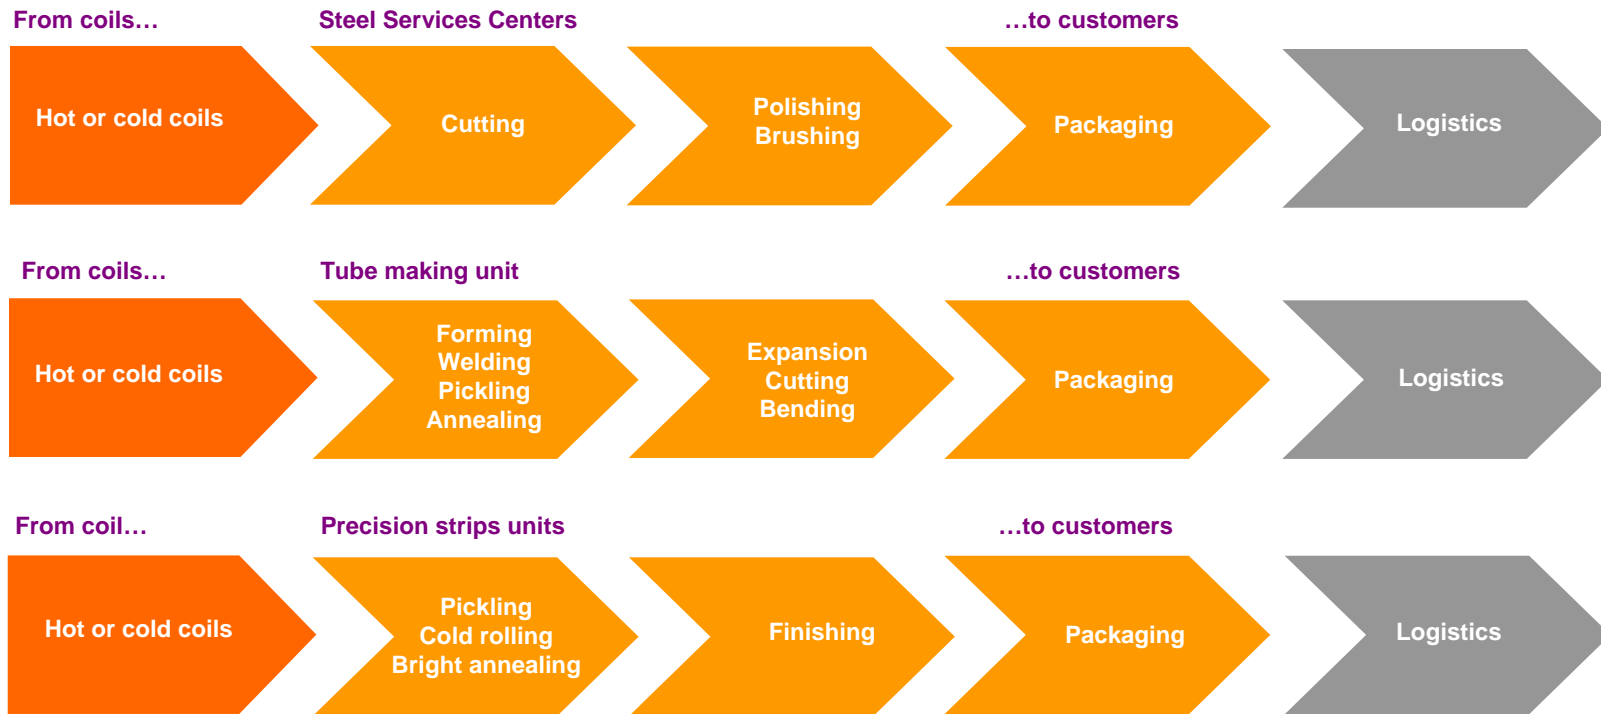 From coils…
Steel Services Centers
…to customers
Hot or cold coils
Cutting
Polishing
Brushing
Packaging
Logistics
From coils…
Tube making unit
…to customers
Hot or cold coils
Forming
Welding
Pickling
Annealing
Expansion
Cutting
Bending
Packaging
Logistics
From coil…
Precision strips units
…to customers
Hot or cold coils
Pickling
Cold rolling
Bright annealing
Finishing
Packaging
Logistics